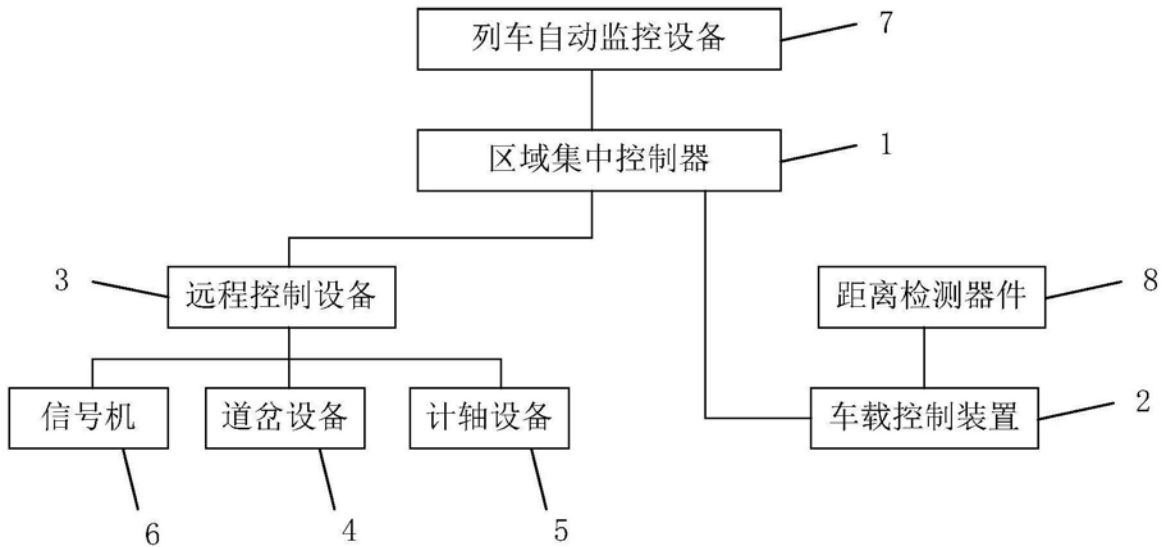 列车自动监控设备
7
区域集中控制器
1
3
远程控制设备
距离检测器件
8
信号机
道岔设备
计轴设备
车载控制装置
2
6
4
5